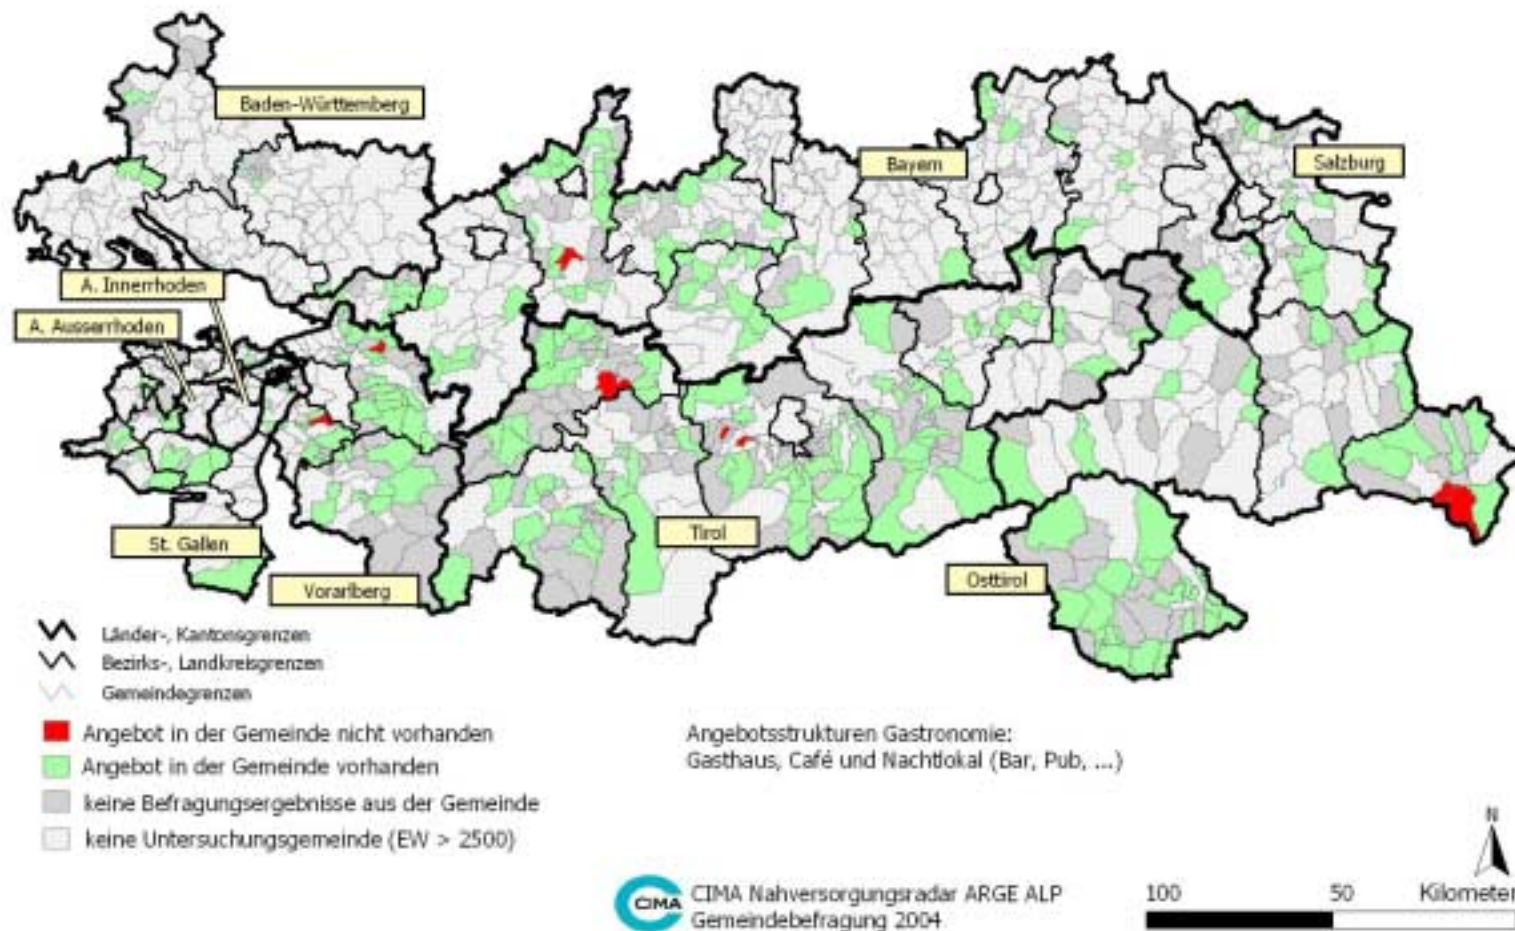 Baden-Württemberg
Bayern
Salzburg
A. Innerrhoden
A. Ausserrhoden
St. Gallen
Tirol
Vorarlberg
Osttirol
Länder-, Kantonsgrenzen
Bezirks-, Landkreisgrenzen
Gemeindegrenzen
Angebot in der Gemeinde nicht vorhanden
Angebot in der Gemeinde vorhanden
keine Befragungsergebnisse aus der Gemeinde
keine Untersuchungsgemeinde (EW > 2500)
Angebotsstrukturen Gastronomie:
Gasthaus, Café und Nachtlokal (Bar, Pub, ...)
N
CIMA
CIMA Nahversorgungsradar ARGE ALP
Gemeindebefragung 2004
100 50 Kilometer